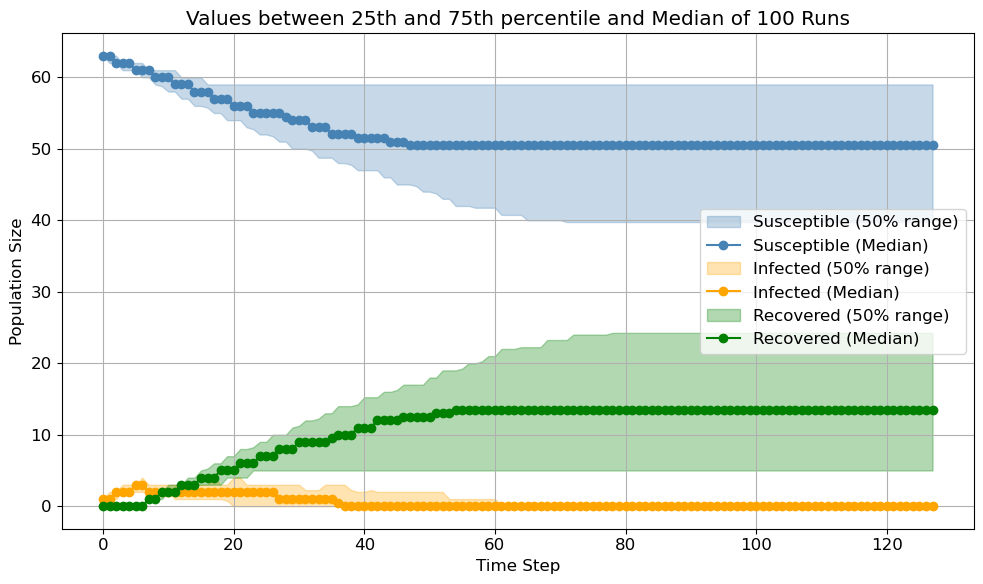 Values between 25th and 75th percentile and Median of 100 Runs
Population Size
60
50
40
30
20
10
0
Susceptible (50% range)
Susceptible (Median)
Infected (50% range)
Infected (Median)
Recovered (50% range)
Recovered (Median)
0 20 40 60 80 100 120
Time Step